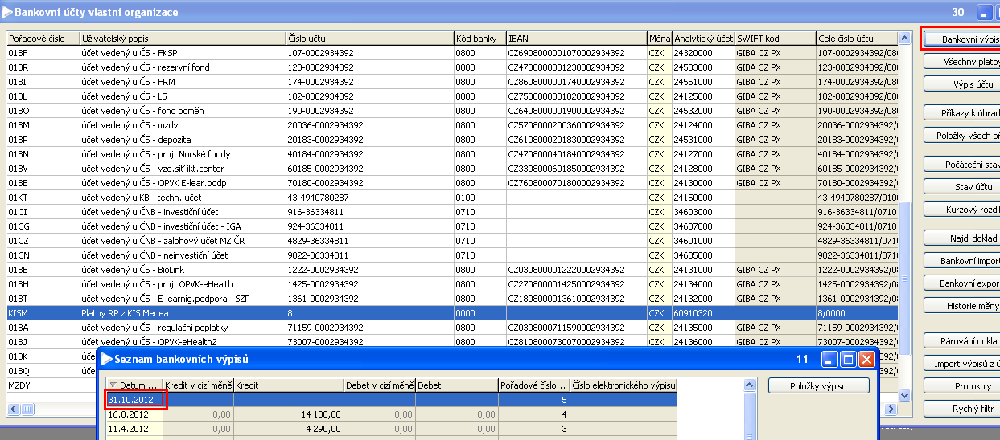 Bankovní účty vlastní organizace 30
Pořadové číslo Uživatelský popis Číslo účtu Kód banky IBAN Měna Analytický účet SWIFT kód Celé číslo účtu
01BF účet vedený u ČS - FKSP 107-0002934392 0800 CZ6908000001070002934392 CZK 24320000 GIBA CZ PX 107-0002934392/080
01BR účet vedený u ČS - rezervní fond 123-0002934392 0800 CZ4708000001230002934392 CZK 24533000 GIBA CZ PX 123-0002934392/080
01BI účet vedený u ČS - FRM 174-0002934392 0800 CZ8608000001740002934392 CZK 24551000 GIBA CZ PX 174-0002934392/080
01BL účet vedený u ČS - LS 182-0002934392 0800 CZ7508000001820002934392 CZK 24125000 GIBA CZ PX 182-0002934392/080
01BO účet vedený u ČS - fond odměn 190-0002934392 0800 CZ6408000001900002934392 CZK 24532000 GIBA CZ PX 190-0002934392/080
01BM účet vedený u ČS - mzdy 20036-0002934392 0800 CZ5708000200360002934392 CZK 24124000 GIBA CZ PX 20036-0002934392/
01BP účet vedený u ČS - depozita 20183-0002934392 0800 CZ6108000201830002934392 CZK 24531000 GIBA CZ PX 20183-0002934392/
01BN účet vedený u ČS - proj. Norské fondy 40184-0002934392 0800 CZ4708000401840002934392 CZK 24127000 GIBA CZ PX 40184-0002934392/
01BV účet vedený u ČS - vzd.síť ikt.center 60185-0002934392 0800 CZ3308000601850002934392 CZK 24128000 GIBA CZ PX 60185-0002934392/
01BE účet vedený u ČS - OPVK E-lear.podp. 70180-0002934392 0800 CZ7608000701800002934392 CZK 24130000 GIBA CZ PX 70180-0002934392/
01KT účet vedený u KB - techn. účet 43-4940780287 0100 CZK 24150000 43-4940780287/010
01CI účet vedený u ČNB - investiční účet 916-36334811 0710 CZK 34603000 916-36334811/0710
01CG účet vedený u ČNB - investiční účet - IGA 924-36334811 0710 CZK 34607000 924-36334811/0710
01CZ účet vedený u ČNB - zálohový účet MZ ČR 4829-36334811 0710 CZK 34601000 4829-36334811/071
01CN účet vedený u ČNB - neinvestiční účet 9822-36334811 0710 CZK 34605000 9822-36334811/071
01BB účet vedený u ČS - BioLink 1222-0002934392 0800 CZ0308000012220002934392 CZK 24131000 GIBA CZ PX 1222-0002934392/0
01BH účet vedený u ČS - proj. OPVK-eHealth 1425-0002934392 0800 CZ2708000014250002934392 CZK 24134000 GIBA CZ PX 1425-0002934392/0
01BT účet vedený u ČS - E-learnig.podpora - SZP 1361-0002934392 0800 CZ1808000013610002934392 CZK 24132000 GIBA CZ PX 1361-0002934392/0
KISM Platby RP z KIS Medea 8 0000 CZK 60910320 8/0000
01BA účet vedený u ČS - regulační poplatky 71159-0002934392 0800 CZ0308000711590002934392 CZK 24135000 GIBA CZ PX 71159-0002934392/
01BJ účet vedený u ČS - OPVK-eHealth2 73007-0002934392 0800 CZ8108000730070002934392 CZK 24136000 GIBA CZ PX 73007-0002934392/
01BK úče
01BQ úče
MZDY
Bankovní výpis
Všechny platby
Výpis účtu
Příkazy k úhrad
Položky všech př
Počáteční stav
Stav účtu
Kurzový rozdíl
Najdi doklad
Bankovní import
Bankovní expor
Historie měny
Párování doklad
Import výpisů z ú
Protokoly
Rychlý filtr
Seznam bankovních výpisů 11
Datum ... Kredit v cizí měně Kredit Debet v cizí měně Debet Pořadové číslo... Číslo elektronického výpisu
31.10.2012 5
16.8.2012 0,00 14 130,00 0,00 0,00 4
11.4.2012 0,00 4 290,00 0,00 0,00 3
Položky výpisu